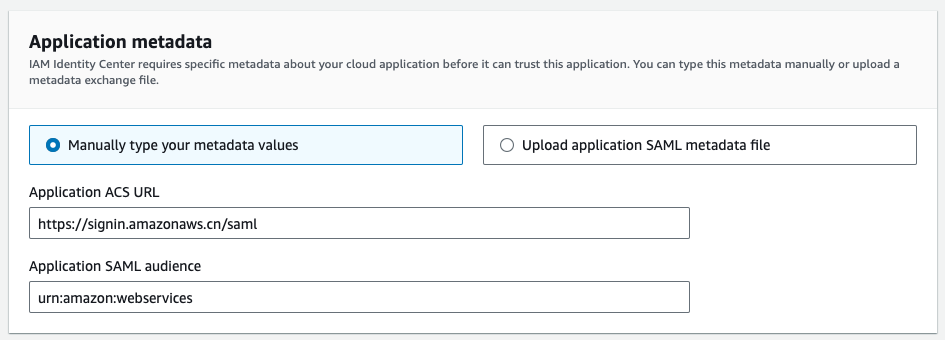 Application metadata
IAM Identity Center requires specific metadata about your cloud application before it can trust this application. You can type this metadata manually or upload a
metadata exchange file.
Manually type your metadata values
Upload application SAML metadata file
Application ACS URL
https://signin.amazonaws.cn/saml
Application SAML audience
urn:amazon:webservices